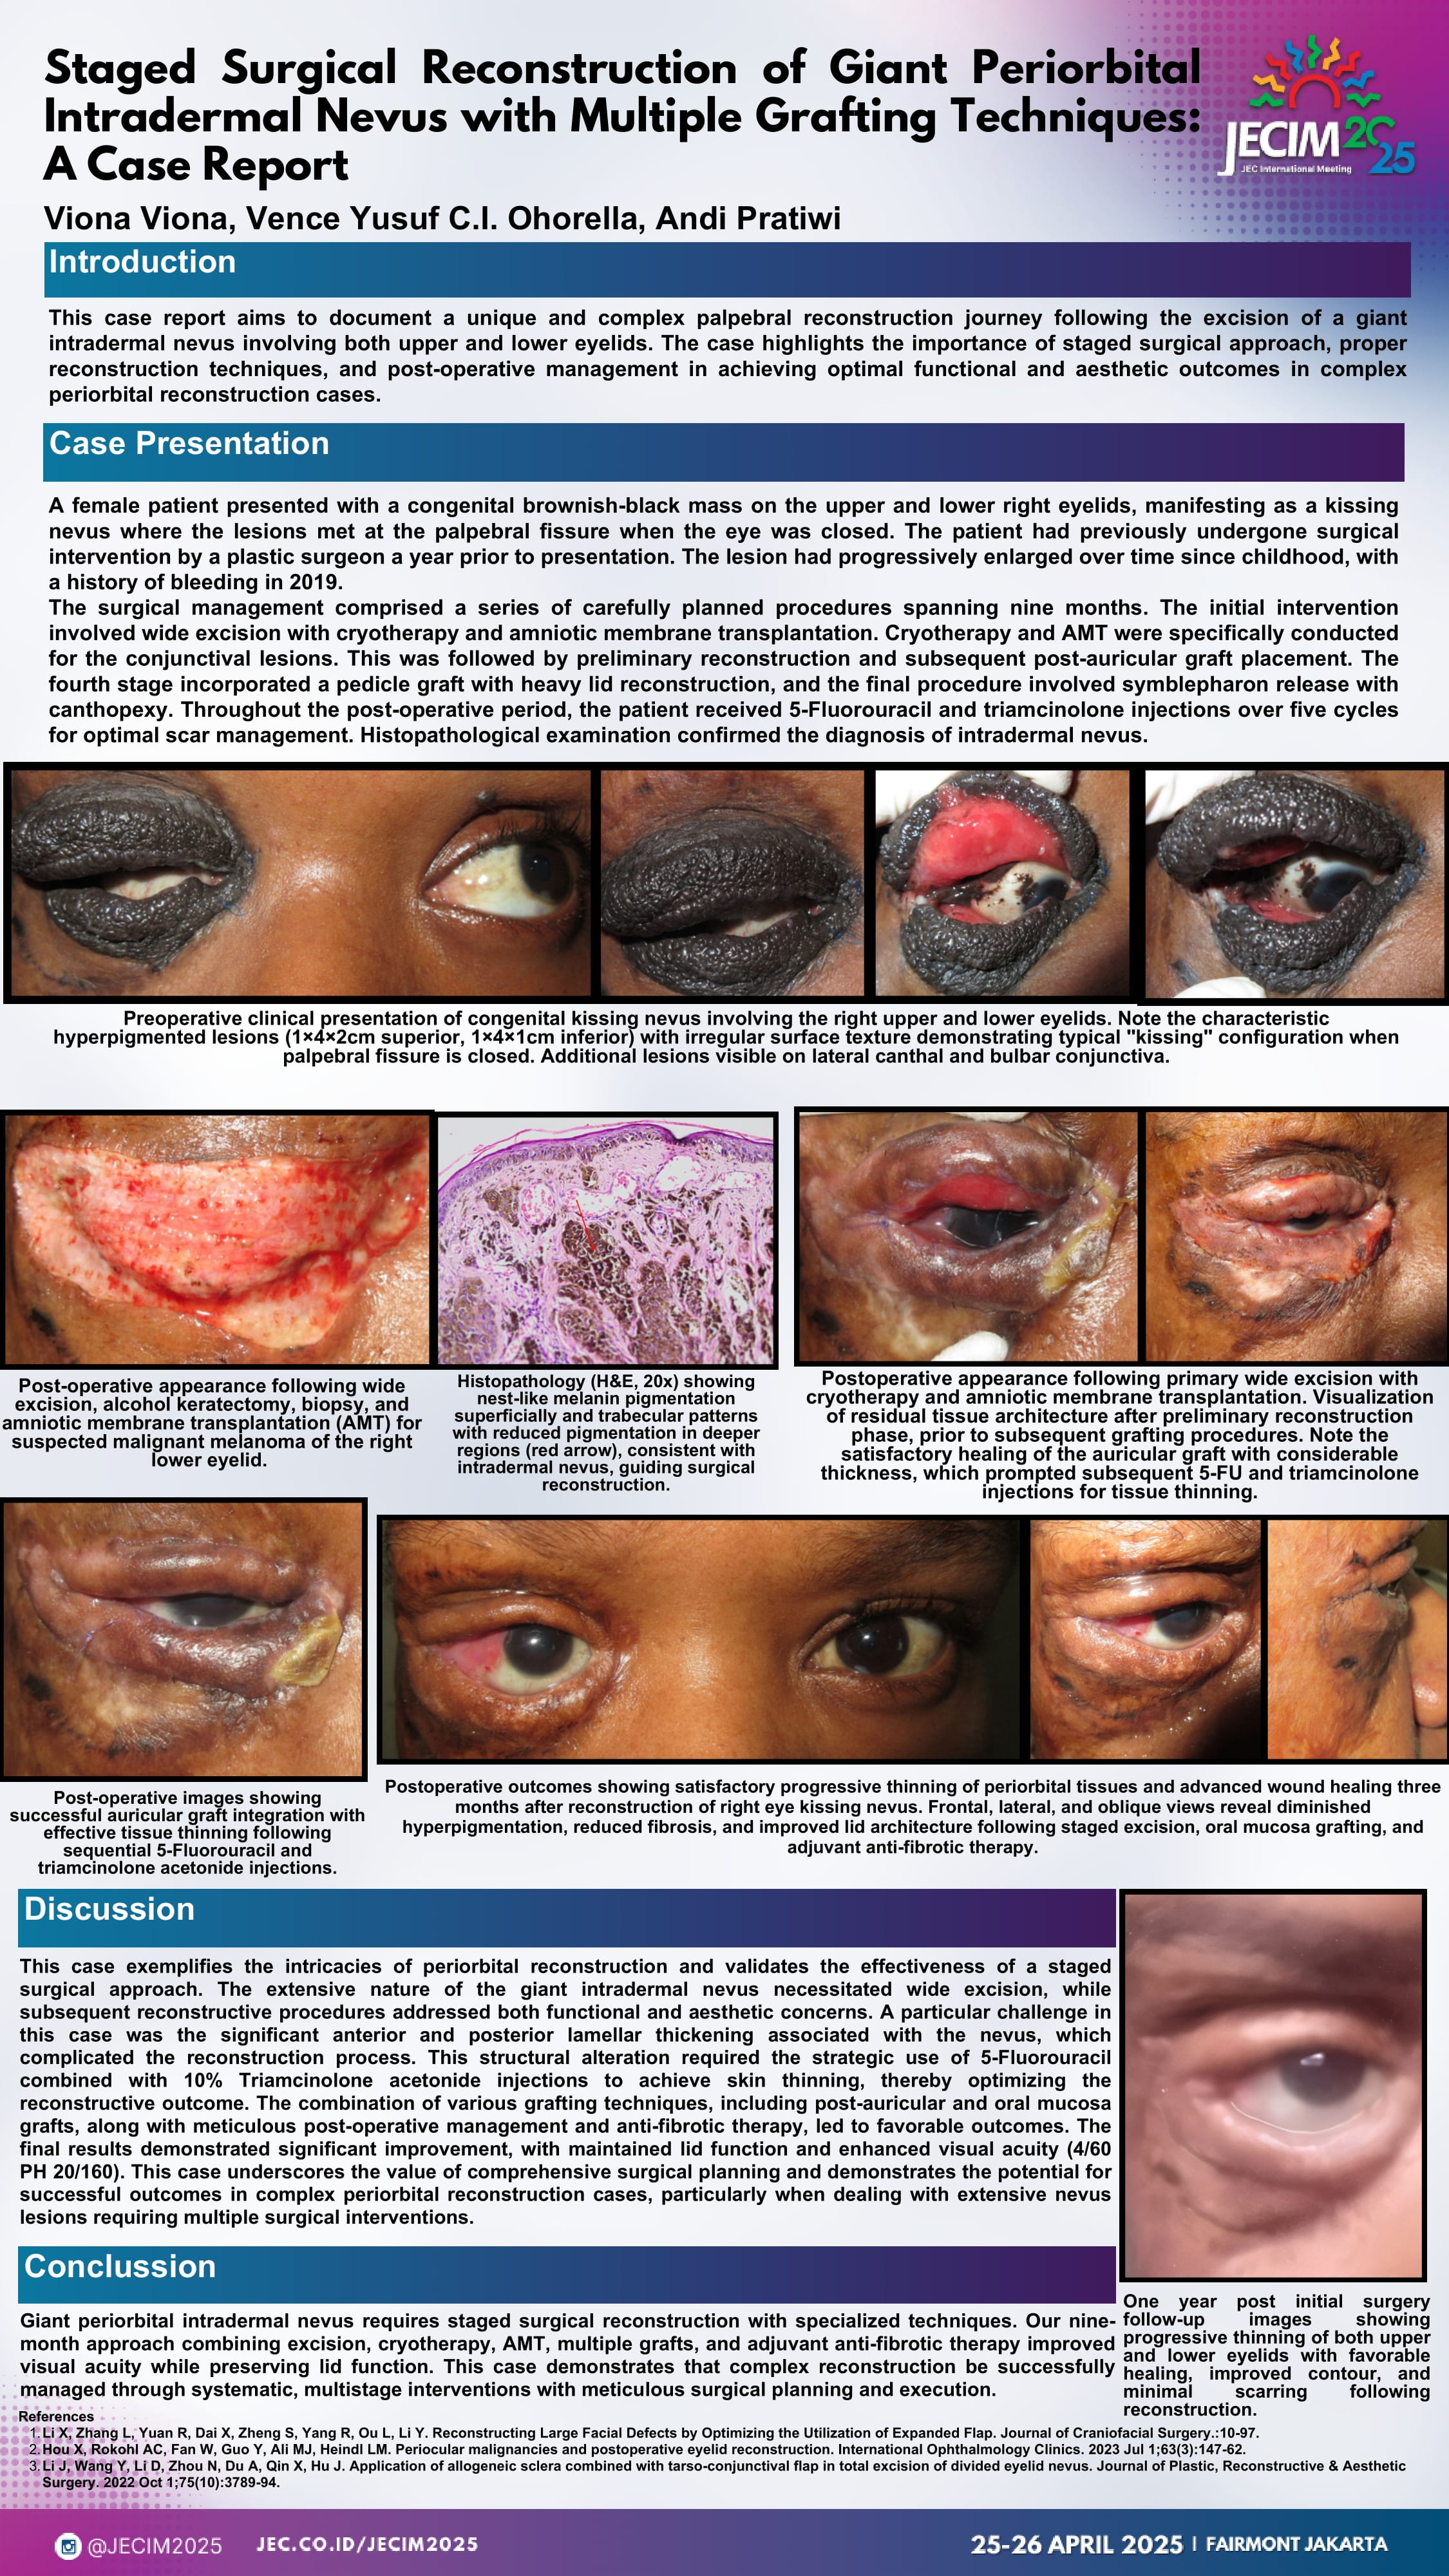 Staged Surgical Reconstruction of Giant Periorbital
Intradermal Nevus with Multiple Grafting Techniques:
A Case Report
JECIM 2025
JEC International Meeting
Viona Viona, Vence Yusuf C.I. Ohorella, Andi Pratiwi
Introduction
This case report aims to document a unique and complex palpebral reconstruction journey following the excision of a giant
intradermal nevus involving both upper and lower eyelids. The case highlights the importance of staged surgical approach, proper
reconstruction techniques, and post-operative management in achieving optimal functional and aesthetic outcomes in complex
periorbital reconstruction cases.
Case Presentation
A female patient presented with a congenital brownish-black mass on the upper and lower right eyelids, manifesting as a kissing
nevus where the lesions met at the palpebral fissure when the eye was closed. The patient had previously undergone surgical
intervention by a plastic surgeon a year prior to presentation. The lesion had progressively enlarged over time since childhood, with
a history of bleeding in 2019.
The surgical management comprised a series of carefully planned procedures spanning nine months. The initial intervention
involved wide excision with cryotherapy and amniotic membrane transplantation. Cryotherapy and AMT were specifically conducted
for the conjunctival lesions. This was followed by preliminary reconstruction and subsequent post-auricular graft placement. The
fourth stage incorporated a pedicle graft with heavy lid reconstruction, and the final procedure involved symblepharon release with
canthopexy. Throughout the post-operative period, the patient received 5-Fluorouracil and triamcinolone injections over five cycles
for optimal scar management. Histopathological examination confirmed the diagnosis of intradermal nevus.
Preoperative clinical presentation of congenital kissing nevus involving the right upper and lower eyelids. Note the characteristic
hyperpigmented lesions (1×4×2cm superior, 1×4×1cm inferior) with irregular surface texture demonstrating typical "kissing" configuration when
palpebral fissure is closed. Additional lesions visible on lateral canthal and bulbar conjunctiva.
Post-operative appearance following wide
excision, alcohol keratectomy, biopsy, and
amniotic membrane transplantation (AMT) for
suspected malignant melanoma of the right
lower eyelid.
Histopathology (H&E, 20x) showing
nest-like melanin pigmentation
superficially and trabecular patterns
with reduced pigmentation in deeper
regions (red arrow), consistent with
intradermal nevus, guiding surgical
reconstruction.
Postoperative appearance following primary wide excision with
cryotherapy and amniotic membrane transplantation. Visualization
of residual tissue architecture after preliminary reconstruction
phase, prior to subsequent grafting procedures. Note the
satisfactory healing of the auricular graft with considerable
thickness, which prompted subsequent 5-FU and triamcinolone
injections for tissue thinning.
Post-operative images showing
successful auricular graft integration with
effective tissue thinning following
sequential 5-Fluorouracil and
triamcinolone acetonide injections.
Postoperative outcomes showing satisfactory progressive thinning of periorbital tissues and advanced wound healing three
months after reconstruction of right eye kissing nevus. Frontal, lateral, and oblique views reveal diminished
hyperpigmentation, reduced fibrosis, and improved lid architecture following staged excision, oral mucosa grafting, and
adjuvant anti-fibrotic therapy.
Discussion
This case exemplifies the intricacies of periorbital reconstruction and validates the effectiveness of a staged
surgical approach. The extensive nature of the giant intradermal nevus necessitated wide excision, while
subsequent reconstructive procedures addressed both functional and aesthetic concerns. A particular challenge in
this case was the significant anterior and posterior lamellar thickening associated with the nevus, which
complicated the reconstruction process. This structural alteration required the strategic use of 5-Fluorouracil
combined with 10% Triamcinolone acetonide injections to achieve skin thinning, thereby optimizing the
reconstructive outcome. The combination of various grafting techniques, including post-auricular and oral mucosa
grafts, along with meticulous post-operative management and anti-fibrotic therapy, led to favorable outcomes. The
final results demonstrated significant improvement, with maintained lid function and enhanced visual acuity (4/60
PH 20/160). This case underscores the value of comprehensive surgical planning and demonstrates the potential for
successful outcomes in complex periorbital reconstruction cases, particularly when dealing with extensive nevus
lesions requiring multiple surgical interventions.
Conclussion
Giant periorbital intradermal nevus requires staged surgical reconstruction with specialized techniques. Our nine-
month approach combining excision, cryotherapy, AMT, multiple grafts, and adjuvant anti-fibrotic therapy improved
visual acuity while preserving lid function. This case demonstrates that complex reconstruction be successfully
managed through systematic, multistage interventions with meticulous surgical planning and execution.
One year post initial surgery
follow-up images showing
progressive thinning of both upper
and lower eyelids with favorable
healing, improved contour, and
minimal scarring following
reconstruction.
References
1. Li X, Zhang L, Yuan R, Dai X, Zheng S, Yang R, Ou L, Li Y. Reconstructing Large Facial Defects by Optimizing the Utilization of Expanded Flap. Journal of Craniofacial Surgery.:10-97.
2. Hou X, Rokohl AC, Fan W, Guo Y, Ali MJ, Heindl LM. Periocular malignancies and postoperative eyelid reconstruction. International Ophthalmology Clinics. 2023 Jul 1;63(3):147-62.
3. Li J, Wang Y, Li D, Zhou N, Du A, Qin X, Hu J. Application of allogeneic sclera combined with tarso-conjunctival flap in total excision of divided eyelid nevus. Journal of Plastic, Reconstructive & Aesthetic
Surgery. 2022 Oct 1;75(10):3789-94.
@JECIM2025
JEC.CO.ID/JECIM2025
25-26 APRIL 2025 | FAIRMONT JAKARTA